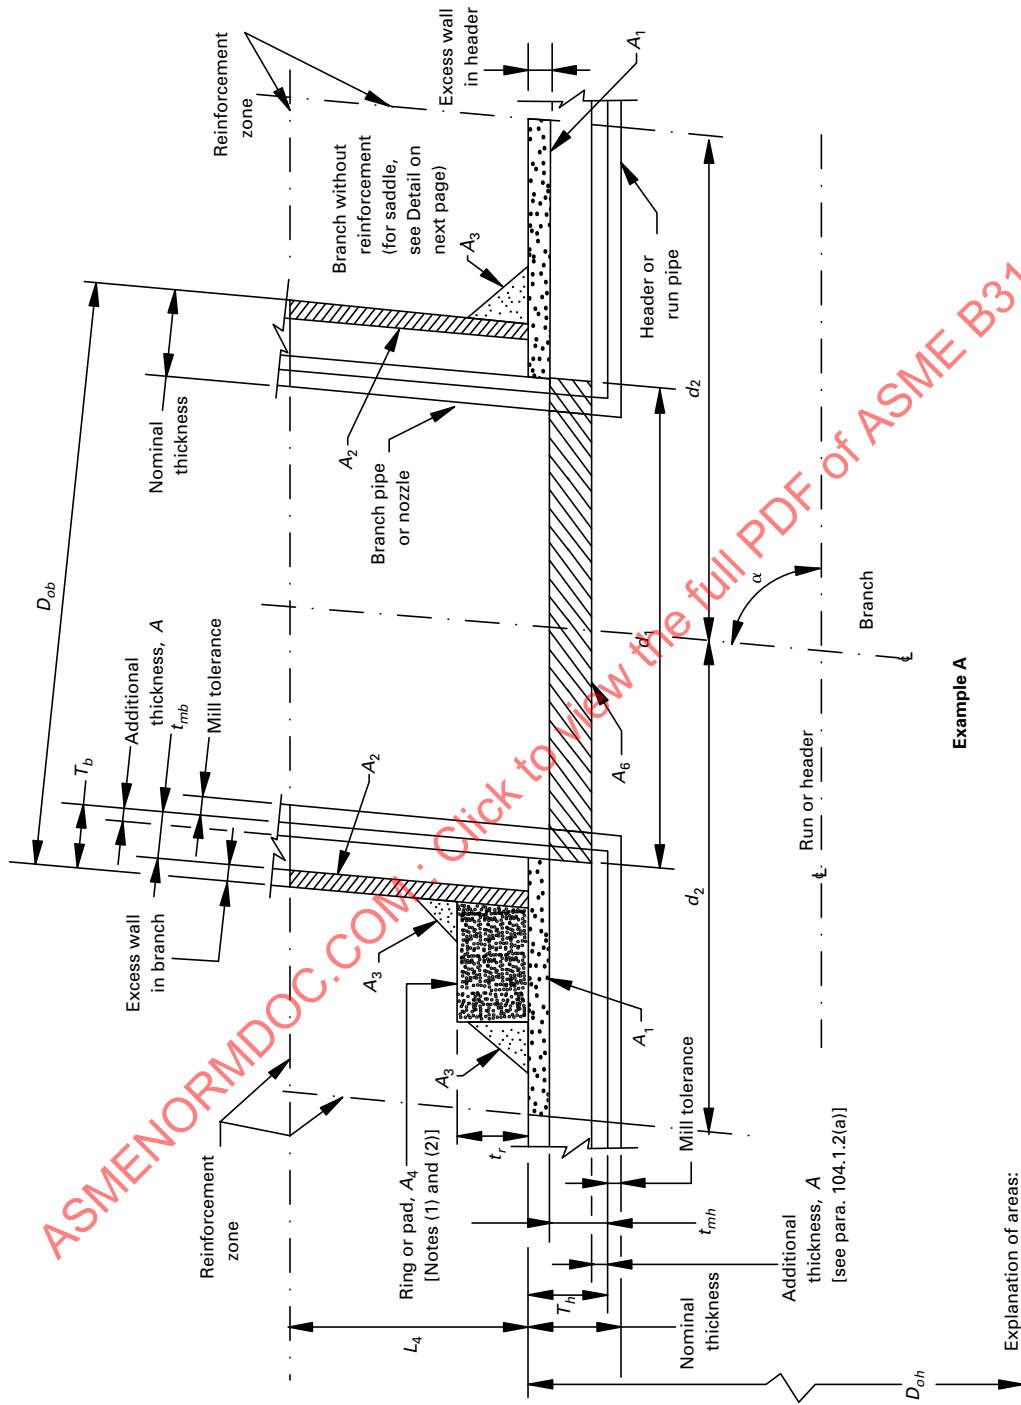 Reinforcement
zone
Excess wall
in header
A1
Dob
Nominal
thickness
Branch without
reinforcement
(for saddle,
see Detail on
next page)
A3
Tb
Additional
thickness, A
tmb
Mill tolerance
A2
Branch pipe
or nozzle
Header or
run pipe
Excess wall
in branch
A2
A3
Reinforcement
zone
A3
tr
Ring or pad, A4
[Notes (1) and (2)]
L4
A1
A6
d1
d2
d2
α
Branch
℄
Run or header
℄
Mill tolerance
tmh
Additional
thickness, A
[see para. 104.1.2(a)]
Th
Nominal
thickness
Doh
Example A
Explanation of areas:
ASMENORMDOC.COM : Click to view the full PDF of ASME B31